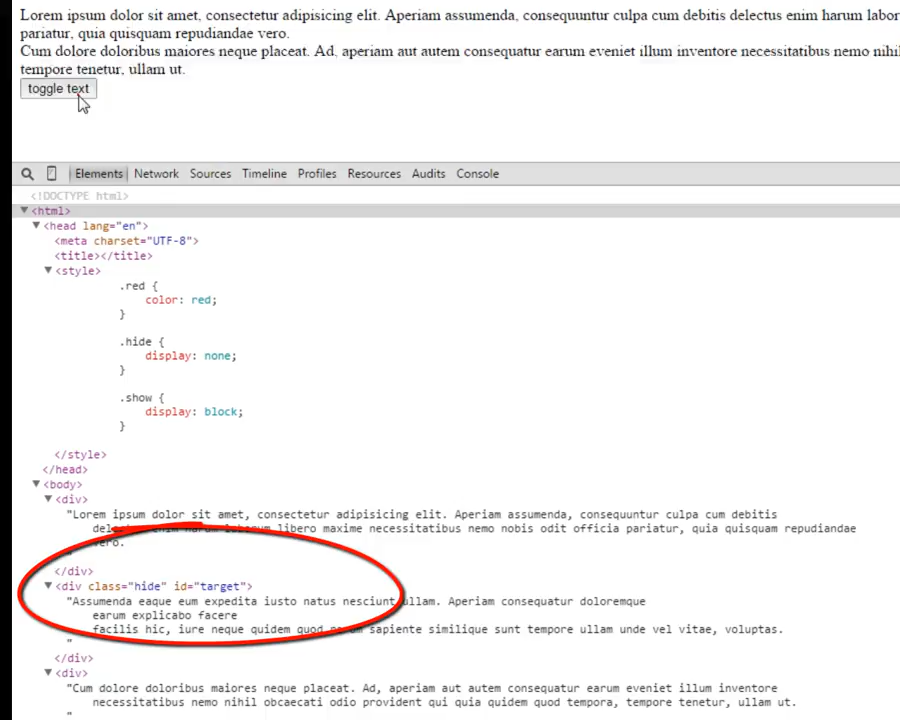 Lorem ipsum dolor sit amet, consectetur adipisicing elit. Aperiam assumenda, consequuntur culpa cum debitis delectus enim harum labor
pariatur, quia quisquam repudiandae vero.
Cum dolore doloribus maiores neque placeat. Ad, aperiam aut autem consequatur earum eveniet illum inventore necessitatibus nemo nihil
tempore tenetur, ullam ut.
toggle text
Elements Network Sources Timeline Profiles Resources Audits Console
<!DOCTYPE html>
<html>
<head lang="en">
<meta charset="UTF-8">
<title></title>
<style>
.red {
color: red;
}
.hide {
display: none;
}
.show {
display: block;
}
</style>
</head>
<body>
<div>
"Lorem ipsum dolor sit amet, consectetur adipisicing elit. Aperiam assumenda, consequuntur culpa cum debitis
delectus enim harum laborum libero maxime necessitatibus nemo nobis odit officia pariatur, quia quisquam repudiandae
vero.
"
</div>
<div class="hide" id="target">
"Assumenda eaque eum expedita iusto natus nesciunt ullam. Aperiam consequatur doloremque
earum explicabo facere
facilis hic, iure neque quidem quod rerum sapiente similique sunt tempore ullam unde vel vitae, voluptas.
"
</div>
<div>
"Cum dolore doloribus maiores neque placeat. Ad, aperiam aut autem consequatur earum eveniet illum inventore
necessitatibus nemo nihil obcaecati odio provident qui quia quidem quod tempora, tempore tenetur, ullam ut.
"